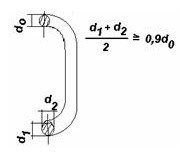 d₀
(d₁ + d₂)/2 ≥ 0,9d₀
d₂
d₁